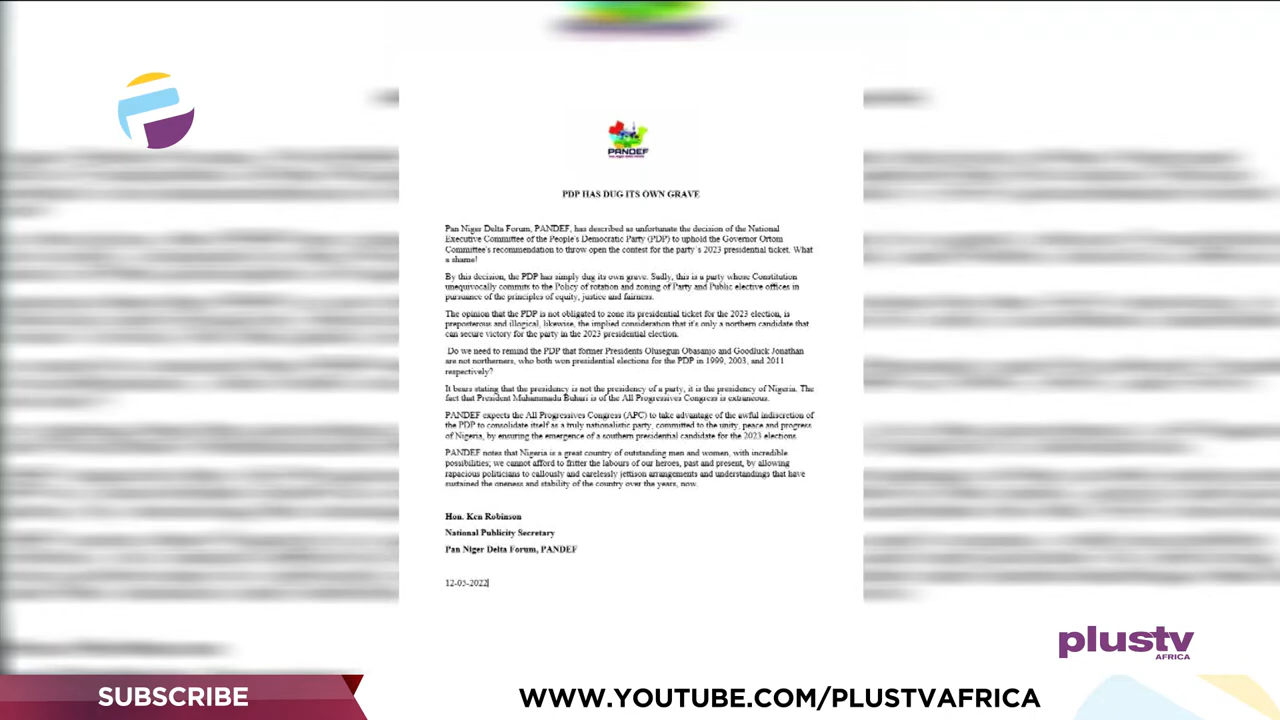 PANDEF
PDP HAS DUG ITS OWN GRAVE
Pan Niger Delta Forum, PANDEF, has described as unfortunate the decision of the National
Executive Committee of the People's Democratic Party (PDP) to uphold the Governor Ortom
Committee's recommendation to throw open the contest for the party's 2023 presidential ticket. What
a shame!
By this decision, the PDP has simply dug its own grave. Sadly, this is a party whose Constitution
unequivocally commits to the Policy of rotation and zoning of Party and Public elective offices in
pursuance of the principles of equity, justice and fairness.
The opinion that the PDP is not obligated to zone its presidential ticket for the 2023 election, is
preposterous and illogical, likewise, the implied consideration that it's only a northern candidate that
can secure victory for the party in the 2023 presidential election.
Do we need to remind the PDP that former Presidents Olusegun Obasanjo and Goodluck Jonathan
are not northerners, who both won presidential elections for the PDP in 1999, 2003, and 2011
respectively?
It bears stating that the presidency is not the presidency of a party, it is the presidency of Nigeria. The
fact that President Muhammadu Buhari is of the All Progressives Congress is extraneous.
PANDEF expects the All Progressives Congress (APC) to take advantage of the awful indiscretion of
the PDP to consolidate itself as a truly nationalistic party, committed to the unity, peace and progress
of Nigeria, by ensuring the emergence of a southern presidential candidate for the 2023 elections.
PANDEF notes that Nigeria is a great country of outstanding men and women, with incredible
possibilities; we cannot afford to fritter the labours of our heroes, past and present, by allowing
rapacious politicians to callously and carelessly jettison arrangements and understandings that have
sustained the oneness and stability of the country over the years, now.
Hon. Ken Robinson
National Publicity Secretary
Pan Niger Delta Forum, PANDEF
12-05-2022
plustv
AFRICA
SUBSCRIBE
WWW.YOUTUBE.COM/PLUSTVAFRICA